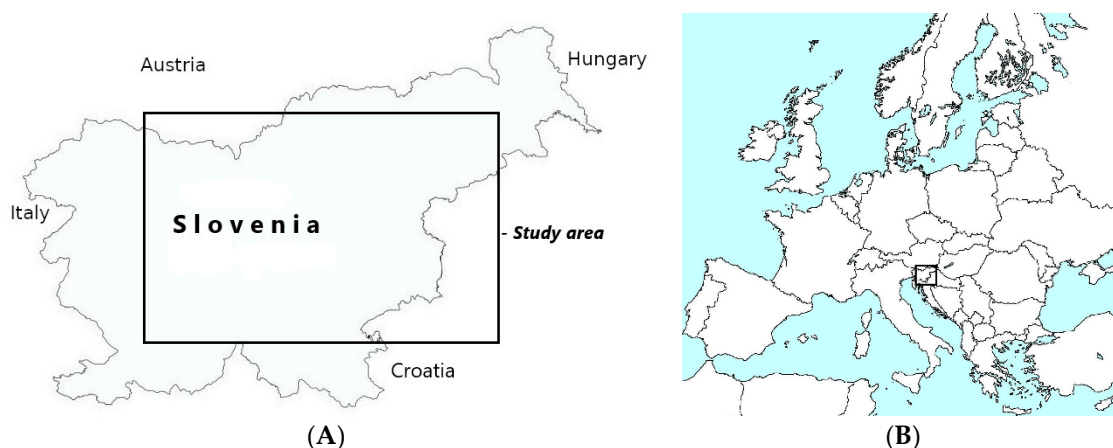 Austria
Hungary
Italy
Slovenia
- Study area
Croatia
(A)
(B)